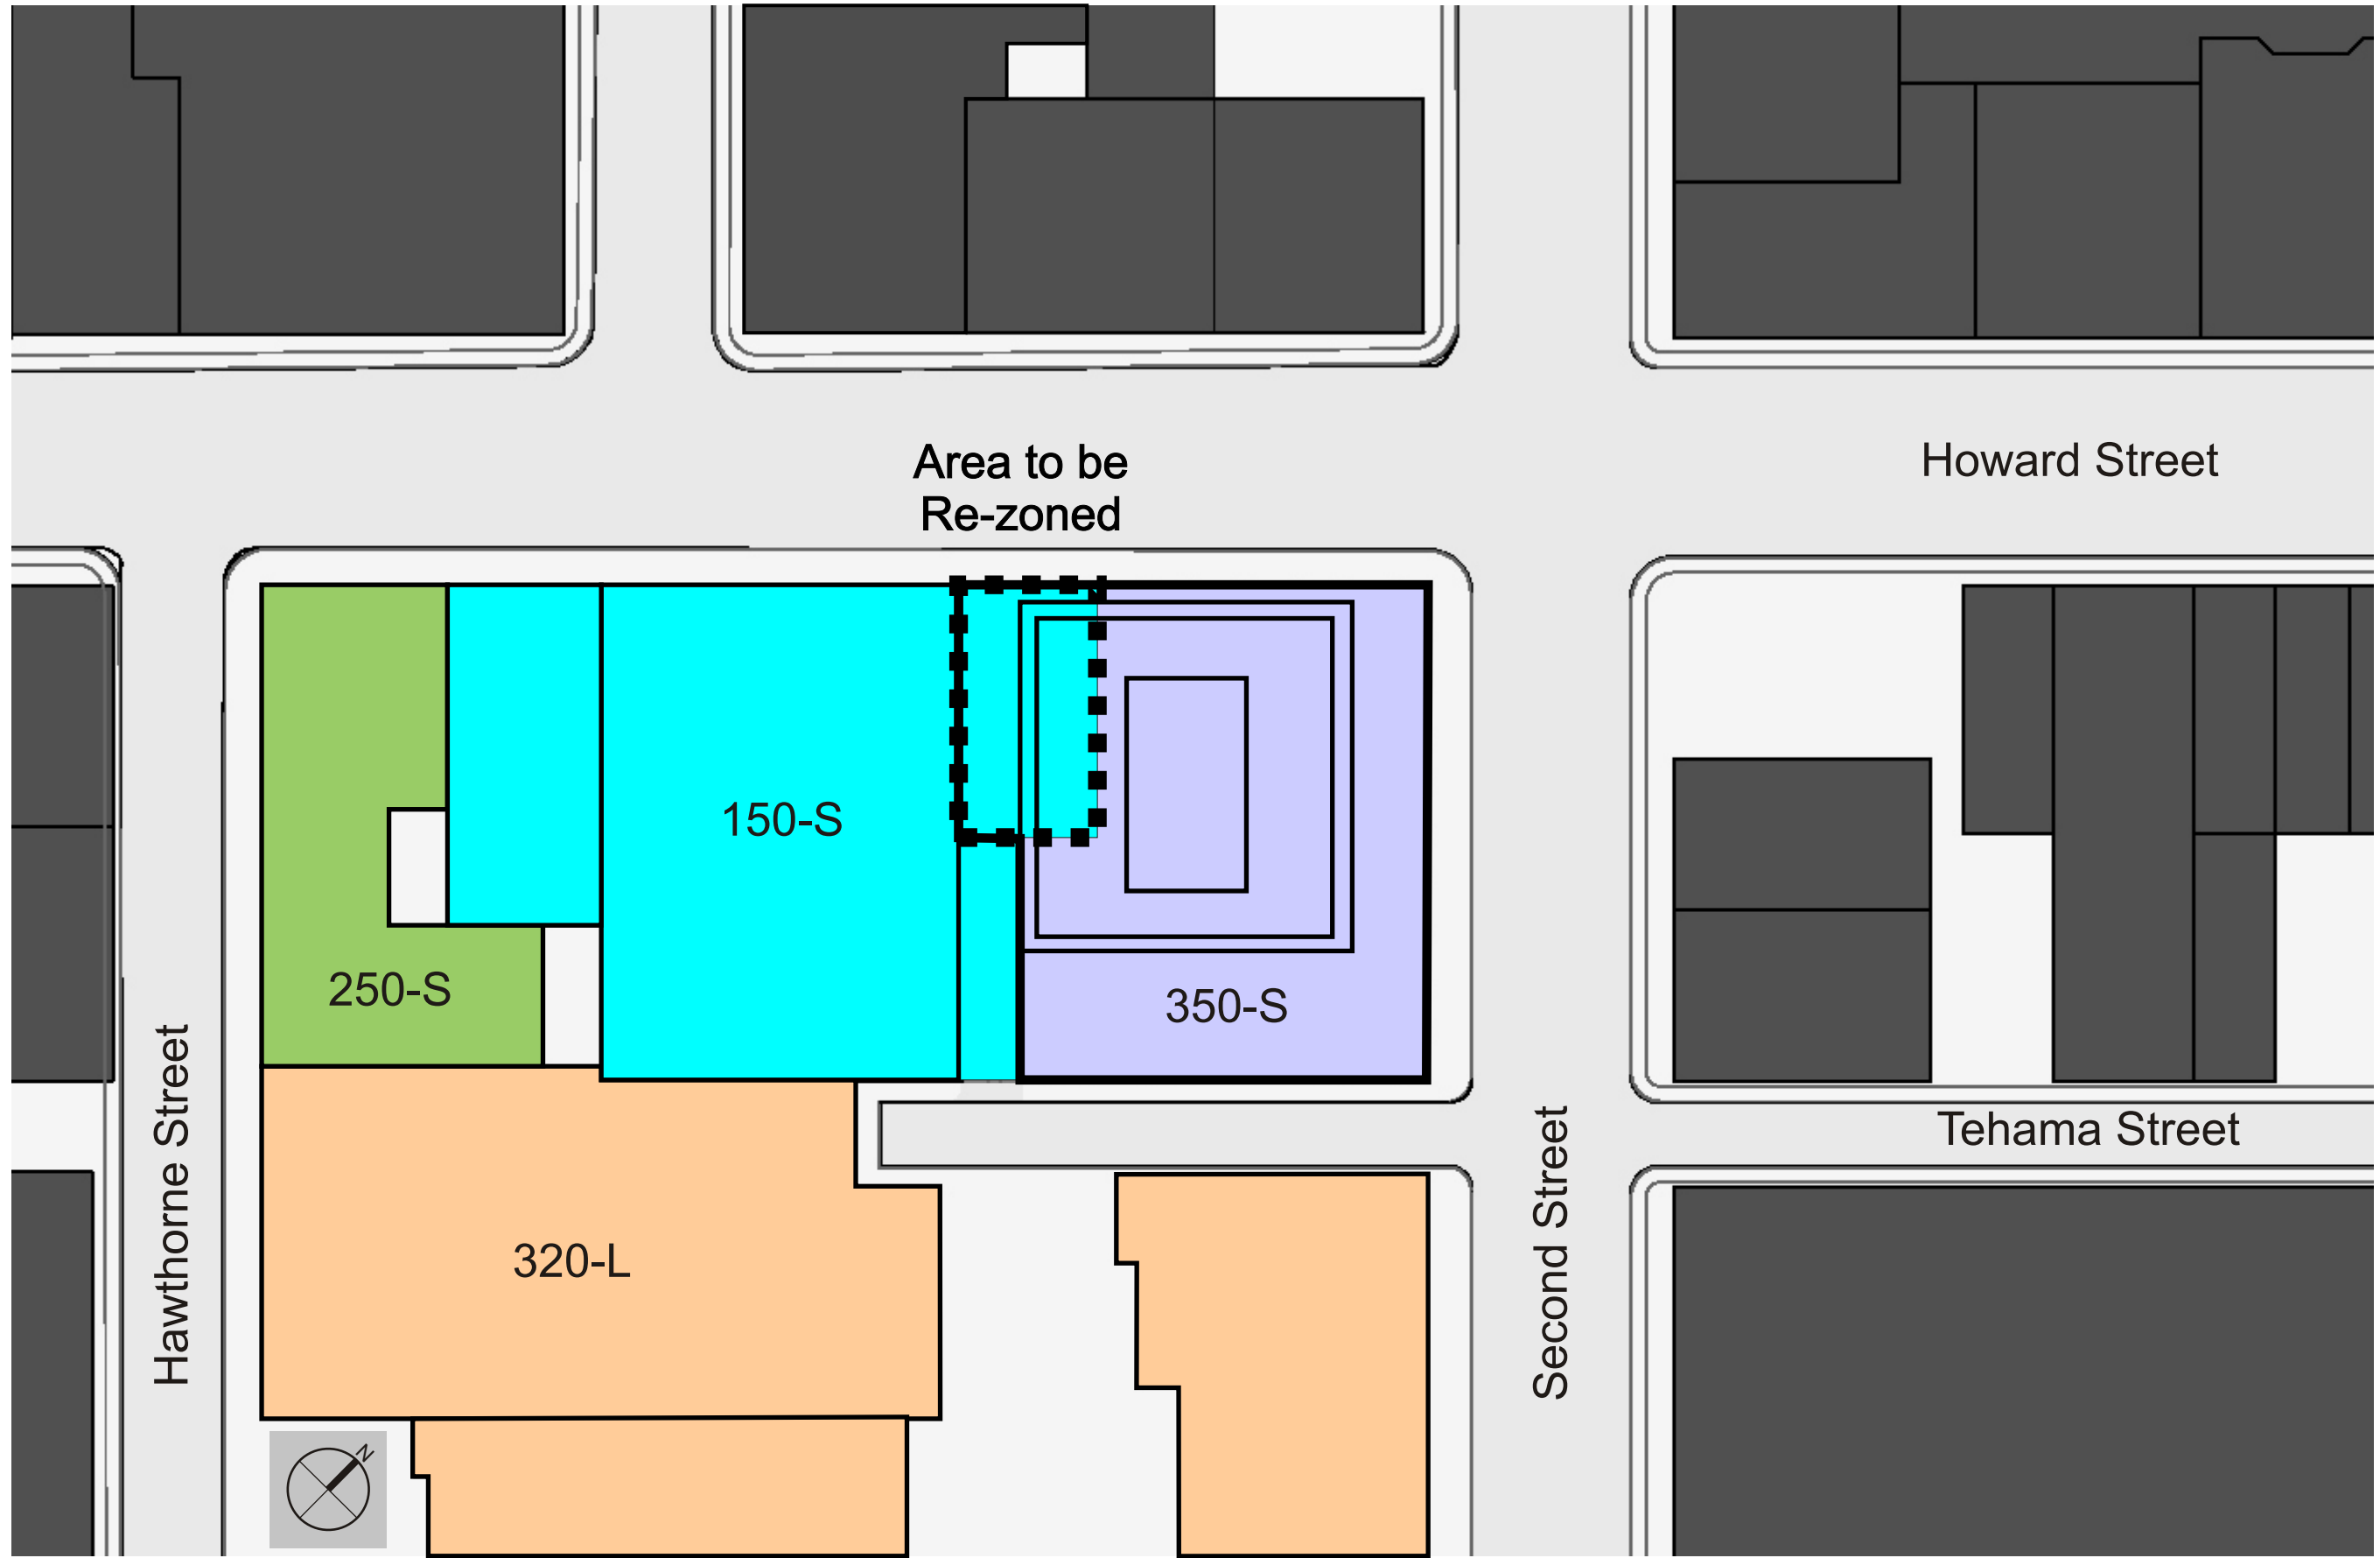 Area to be
Re-zoned
Howard Street
150-S
250-S
350-S
Hawthorne Street
Second Street
Tehama Street
320-L
N